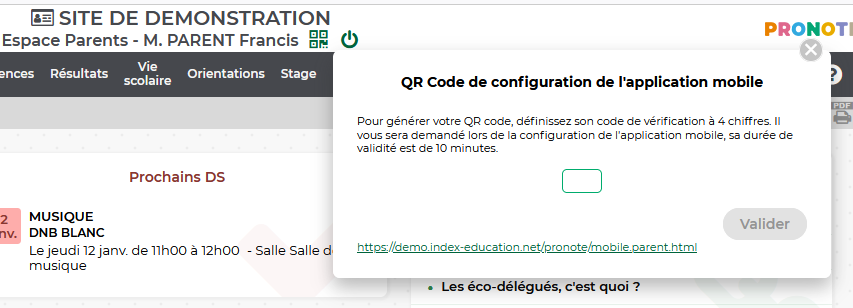 SITE DE DEMONSTRATION
Espace Parents - M. PARENT Francis
PRONOTE
ences Résultats Vie scolaire Orientations Stage
?
PDF
QR Code de configuration de l'application mobile
Pour générer votre QR code, définissez son code de vérification à 4 chiffres. Il
vous sera demandé lors de la configuration de l'application mobile, sa durée de
validité est de 10 minutes.
Valider
https://demo.index-education.net/pronote/mobile.parent.html
Prochains DS
2
nv.
MUSIQUE
DNB BLANC
Le jeudi 12 janv. de 11h00 à 12h00 - Salle Salle d
musique
Les éco-délégués, c'est quoi ?